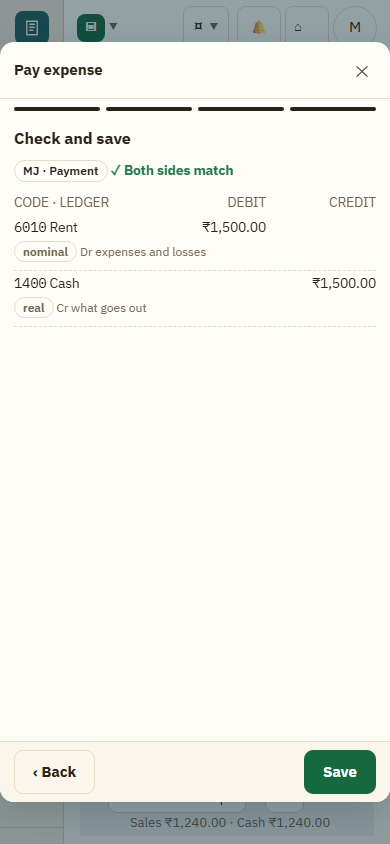 M
Pay expense
Check and save
MJ · Payment ✓ Both sides match
CODE · LEDGER DEBIT CREDIT
6010 Rent ₹1,500.00
nominal Dr expenses and losses
1400 Cash ₹1,500.00
real Cr what goes out
‹ Back Save
Sales ₹1,240.00 · Cash ₹1,240.00